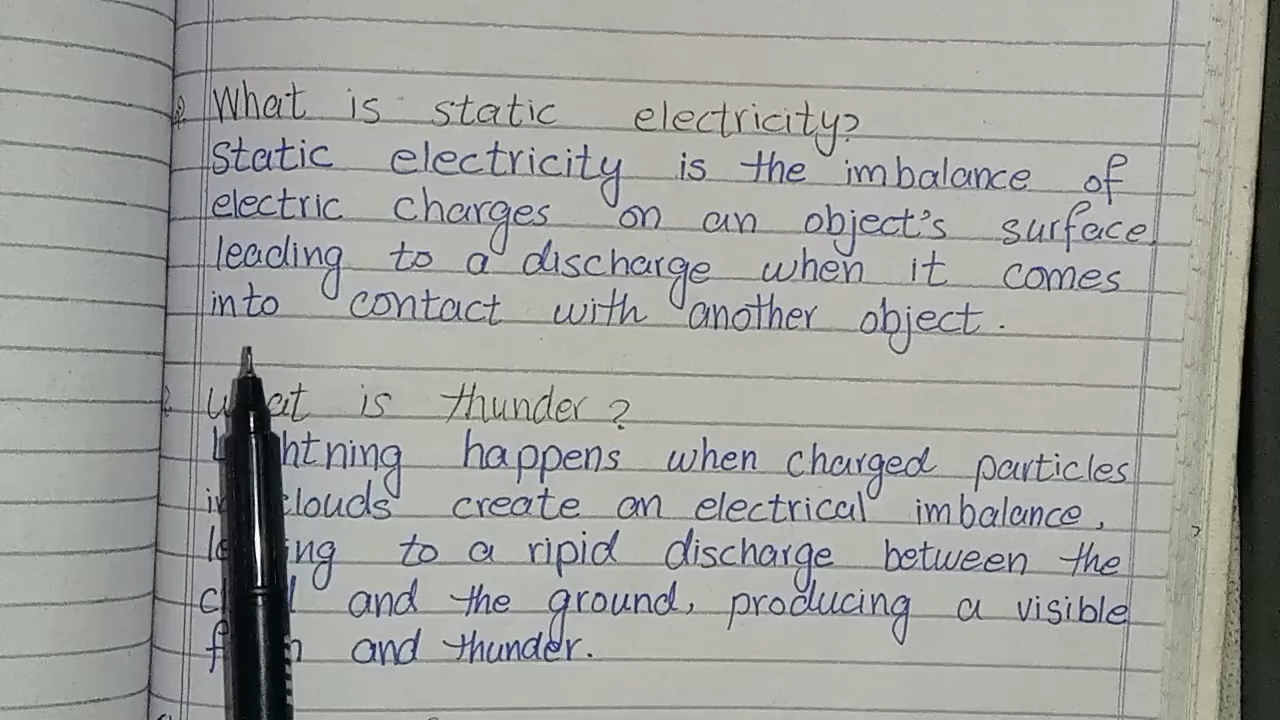 What is static electricity?
static electricity is the imbalance of
electric charges on an object's surface
leading to a discharge when it comes
into contact with another object.
is thunder?
happens when charged particles
clouds create an electrical imbalance,
to a ripid discharge between the
and the ground, producing a visible
and thunder.